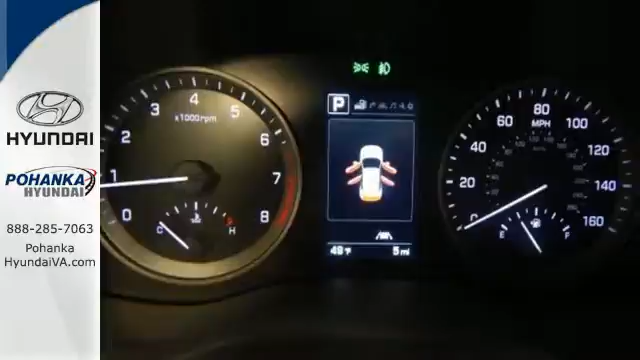 HYUNDAI
POHANKA
HYUNDAI
888-285-7063
Pohanka
HyundaiVA.com
0
1
2
3
4
5
6
7
8
x1000rpm
C
H
P
49°F
5 mi
0
20
40
60
80
100
120
140
160
MPH
E
F